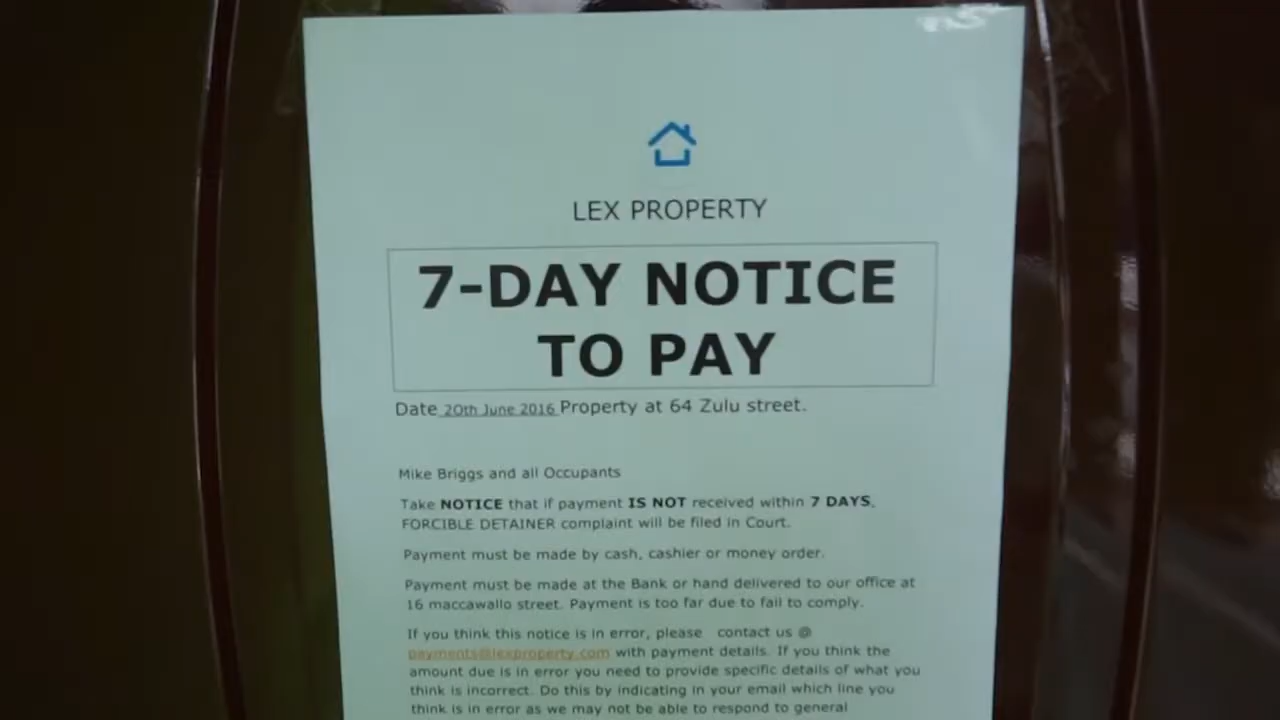 LEX PROPERTY
7-DAY NOTICE
TO PAY
Date 20th June 2016 Property at 64 Zulu street.
Mike Briggs and all Occupants
Take NOTICE that if payment IS NOT received within 7 DAYS.
FORCIBLE DETAINER complaint will be filed in Court.
Payment must be made by cash, cashier or money order.
Payment must be made at the Bank or hand delivered to our office at
16 maccawallo street. Payment is too far due to fail to comply.
If you think this notice is in error, please contact us @
payments@lexproperty.com with payment details. If you think the
amount due is in error you need to provide specific details of what you
think is incorrect. Do this by indicating in your email which line you
think is in error as we may not be able to respond to general